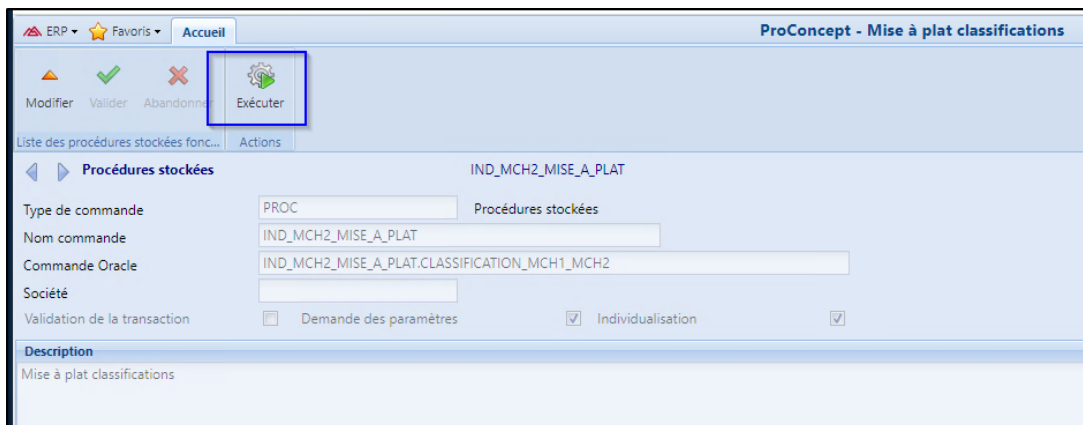 ERP Favoris Accueil ProConcept - Mise à plat classifications
Modifier Valider Abandonner Exécuter
Liste des procédures stockées fonc... Actions
Procédures stockées IND_MCH2_MISE_A_PLAT
Type de commande PROC Procédures stockées
Nom commande IND_MCH2_MISE_A_PLAT
Commande Oracle IND_MCH2_MISE_A_PLAT.CLASSIFICATION_MCH1_MCH2
Société
Validation de la transaction Demande des paramètres Individualisation
Description
Mise à plat classifications